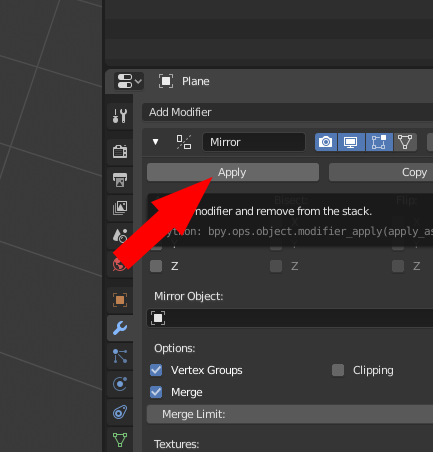 Plane
Add Modifier
Mirror
Apply
Copy
modifier and remove from the stack.
bpy.ops.object.modifier_apply(apply_as
Z
Z
Z
Mirror Object:
Options:
Vertex Groups
Clipping
Merge
Merge Limit:
Textures: